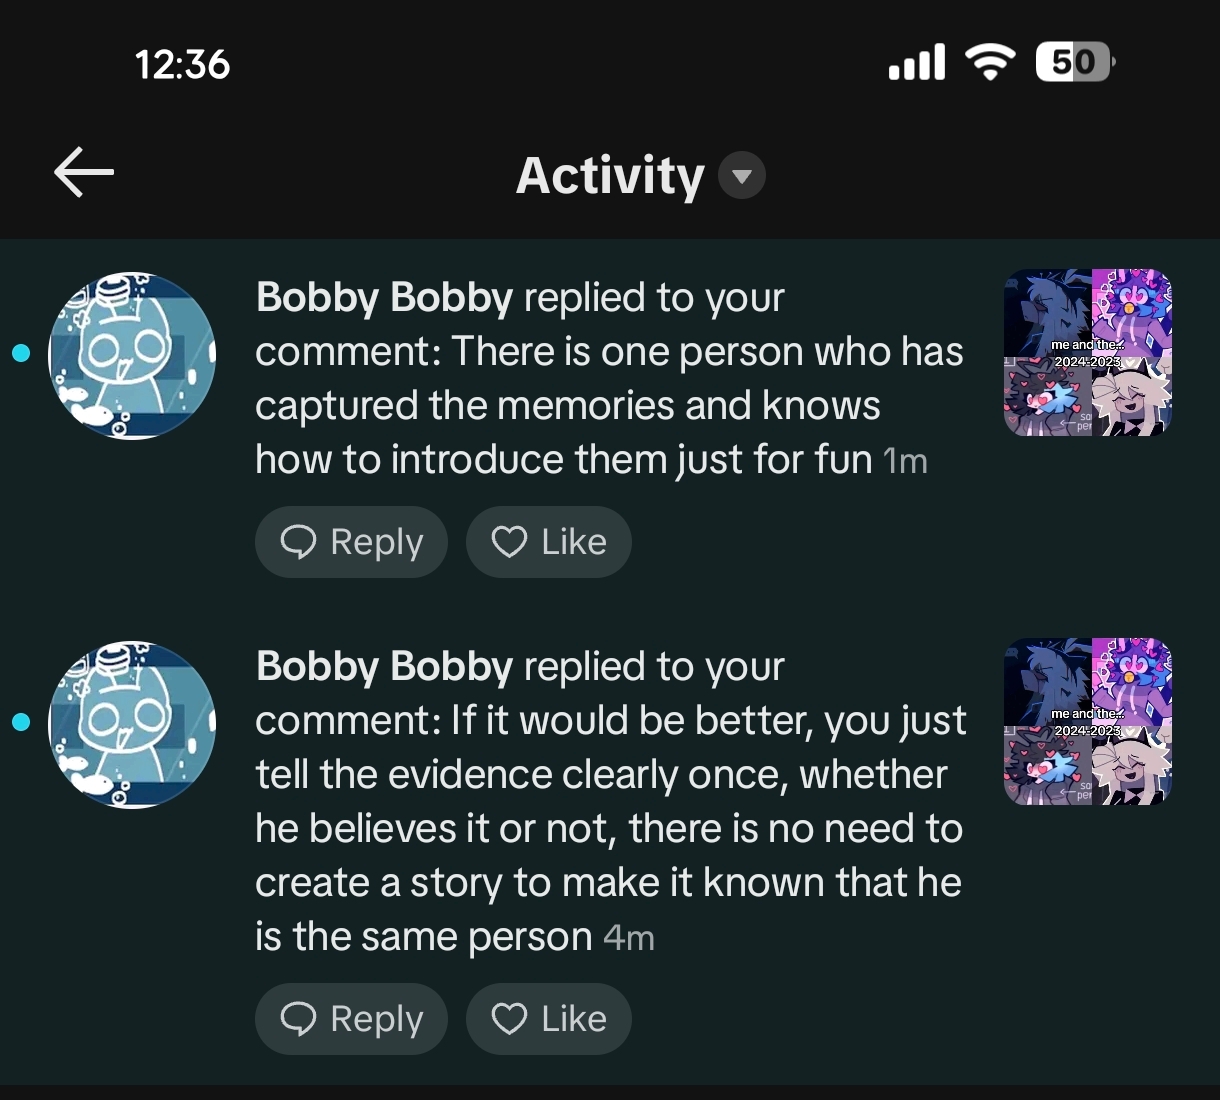 12:36
50
Activity
Bobby Bobby replied to your
comment: There is one person who has
captured the memories and knows
how to introduce them just for fun 1m
me and the...
2024-2023
Reply
Like
Bobby Bobby replied to your
comment: If it would be better, you just
tell the evidence clearly once, whether
he believes it or not, there is no need to
create a story to make it known that he
is the same person 4m
me and the...
2024-2023
Reply
Like